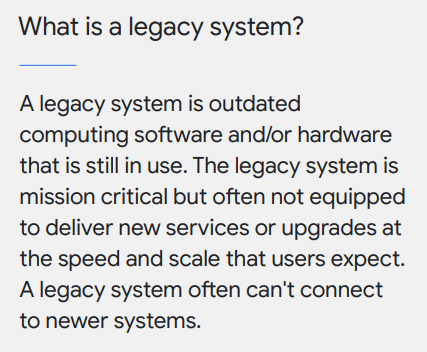 What is a legacy system?
A legacy system is outdated
computing software and/or hardware
that is still in use. The legacy system is
mission critical but often not equipped
to deliver new services or upgrades at
the speed and scale that users expect.
A legacy system often can't connect
to newer systems.